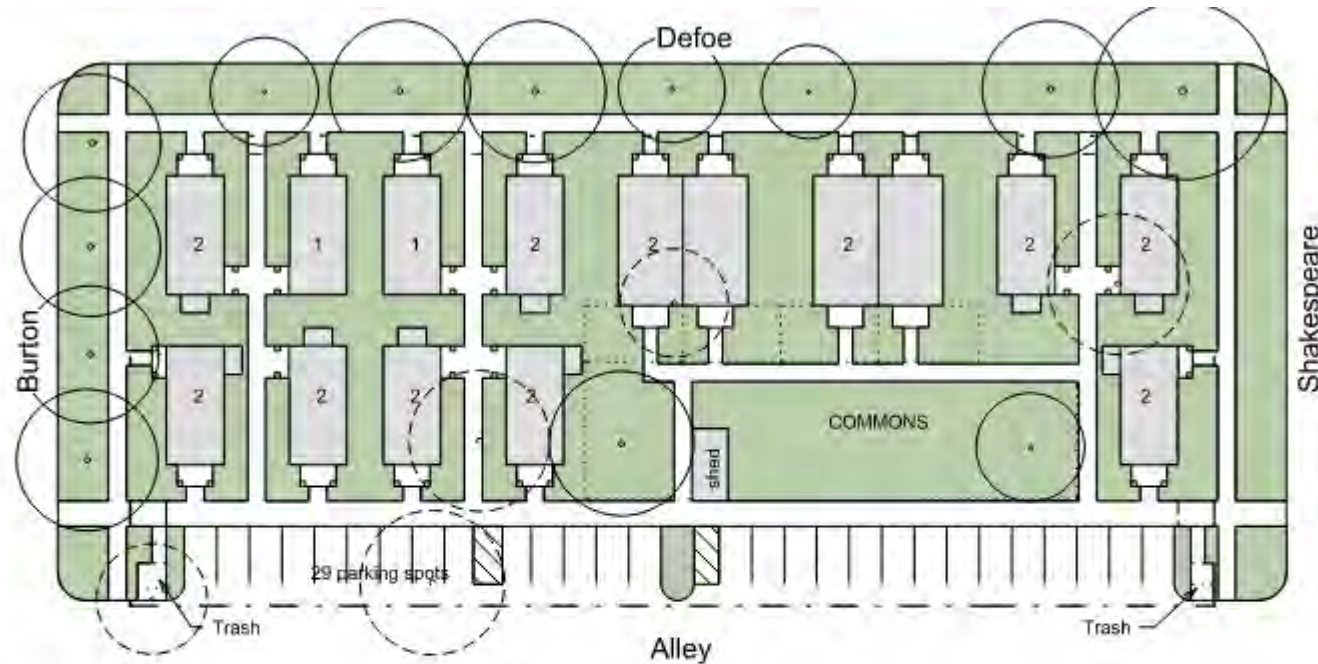 Defoe
2 1 1 2 2 2 2 2
Burton
Shakespeare
2 2 2 2 2
COMMONS
shed
29 parking spots
Trash
Trash
Alley